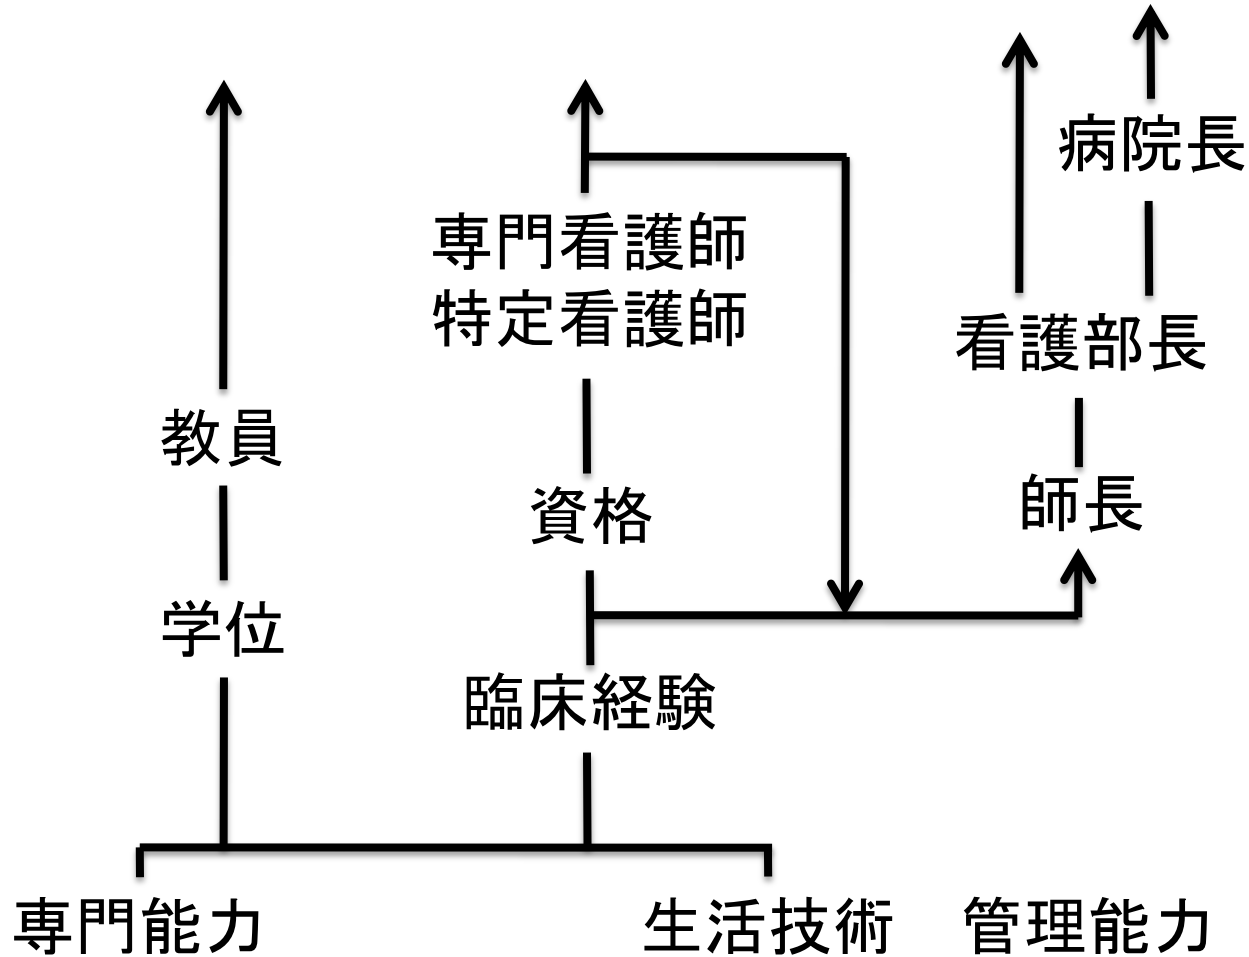 病院長
専門看護師
特定看護師
看護部長
教員
資格
師長
学位
臨床経験
専門能力
生活技術
管理能力